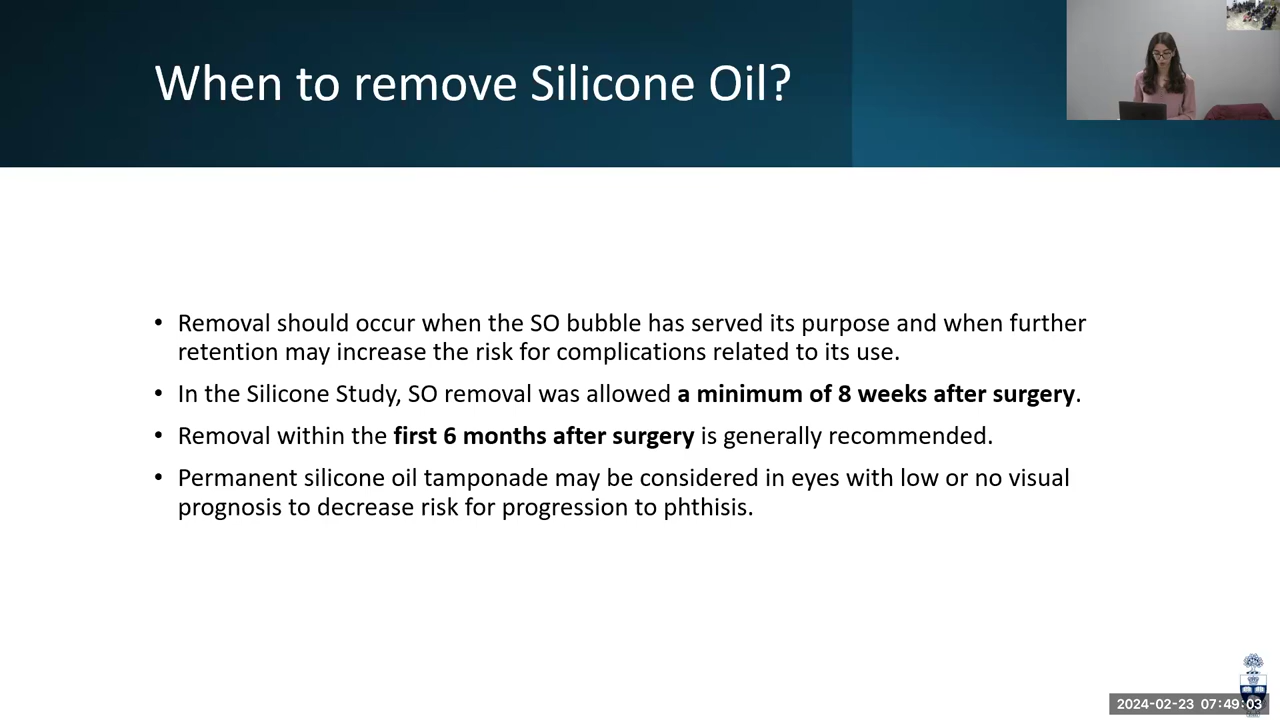 When to remove Silicone Oil?
• Removal should occur when the SO bubble has served its purpose and when further
retention may increase the risk for complications related to its use.
• In the Silicone Study, SO removal was allowed a minimum of 8 weeks after surgery.
• Removal within the first 6 months after surgery is generally recommended.
• Permanent silicone oil tamponade may be considered in eyes with low or no visual
prognosis to decrease risk for progression to phthisis.
2024-02-23 07:49:03